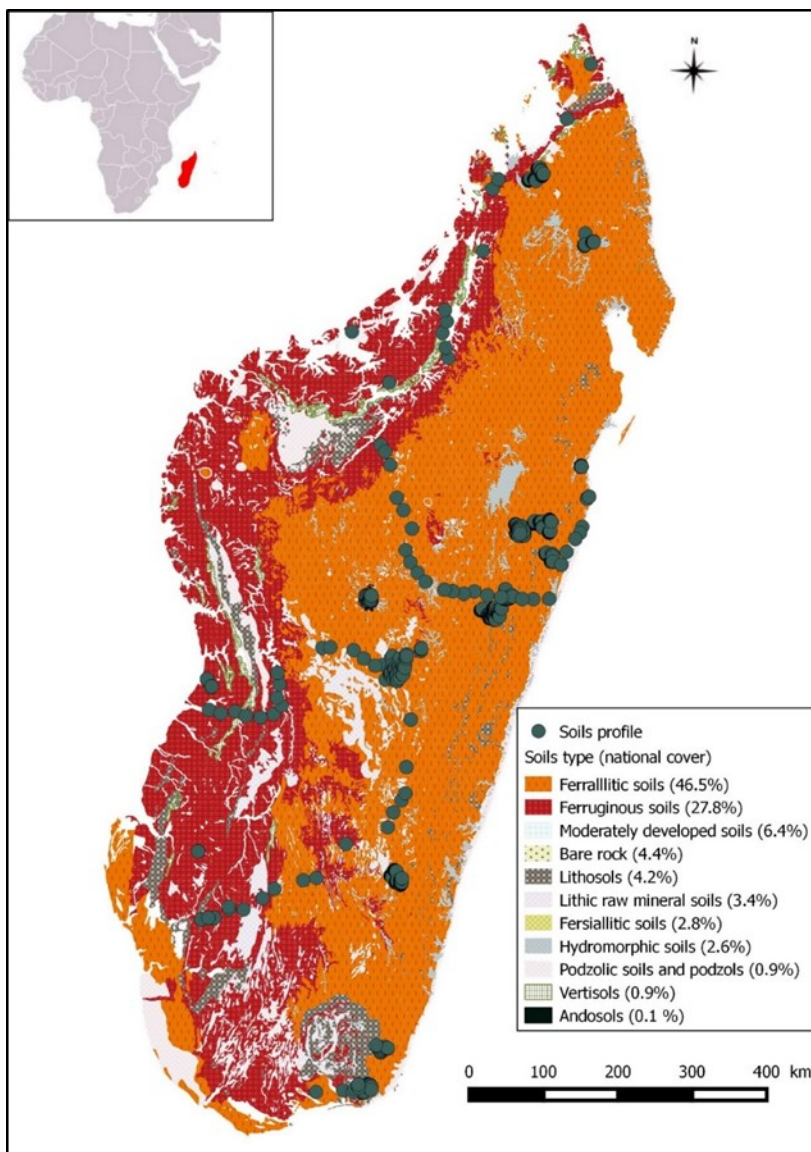 N
Soils profile
Soils type (national cover)
Ferralllitic soils (46.5%)
Ferruginous soils (27.8%)
Moderately developed soils (6.4%)
Bare rock (4.4%)
Lithosols (4.2%)
Lithic raw mineral soils (3.4%)
Fersiallitic soils (2.8%)
Hydromorphic soils (2.6%)
Podzolic soils and podzols (0.9%)
Vertisols (0.9%)
Andosols (0.1 %)
0 100 200 300 400 km